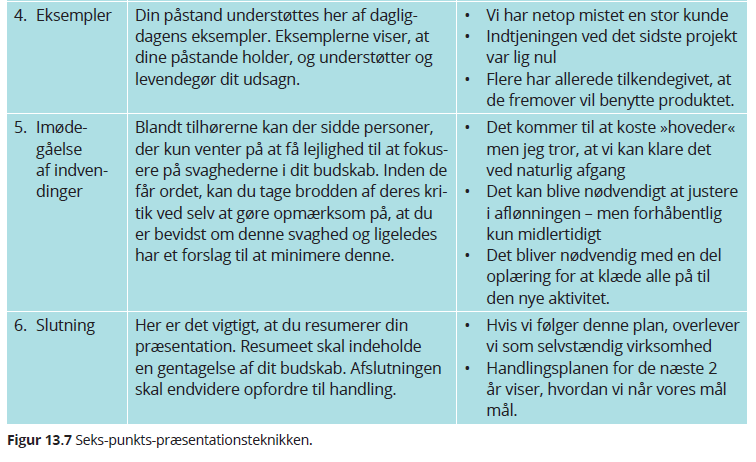 4. Eksempler
Din påstand understøttes her af daglig-
dagens eksempler. Eksemplerne viser, at
dine påstande holder, og understøtter og
levendegør dit udsagn.
• Vi har netop mistet en stor kunde
• Indtjeningen ved det sidste projekt
var lig nul
• Flere har allerede tilkendegivet, at
de fremover vil benytte produktet.
5. Imøde-
gåelse
af indven-
dinger
Blandt tilhørerne kan der sidde personer,
der kun venter på at få lejlighed til at fokus-
ere på svaghederne i dit budskab. Inden de
får ordet, kan du tage brodden af deres kri-
tik ved selv at gøre opmærksom på, at du
er bevidst om denne svaghed og ligeledes
har et forslag til at minimere denne.
• Det kommer til at koste »hoveder«
men jeg tror, at vi kan klare det
ved naturlig afgang
• Det kan blive nødvendigt at justere
i aflønningen – men forhåbentlig
kun midlertidigt
• Det bliver nødvendig med en del
oplæring for at klæde alle på til
den nye aktivitet.
6. Slutning
Her er det vigtigt, at du resumerer din
præsentation. Resumeet skal indeholde
en gentagelse af dit budskab. Afslutningen
skal endvidere opfordre til handling.
• Hvis vi følger denne plan, overlever
vi som selvstændig virksomhed
• Handlingsplanen for de næste 2
år viser, hvordan vi når vores mål
mål.
Figur 13.7 Seks-punkts-præsentationsteknikken.